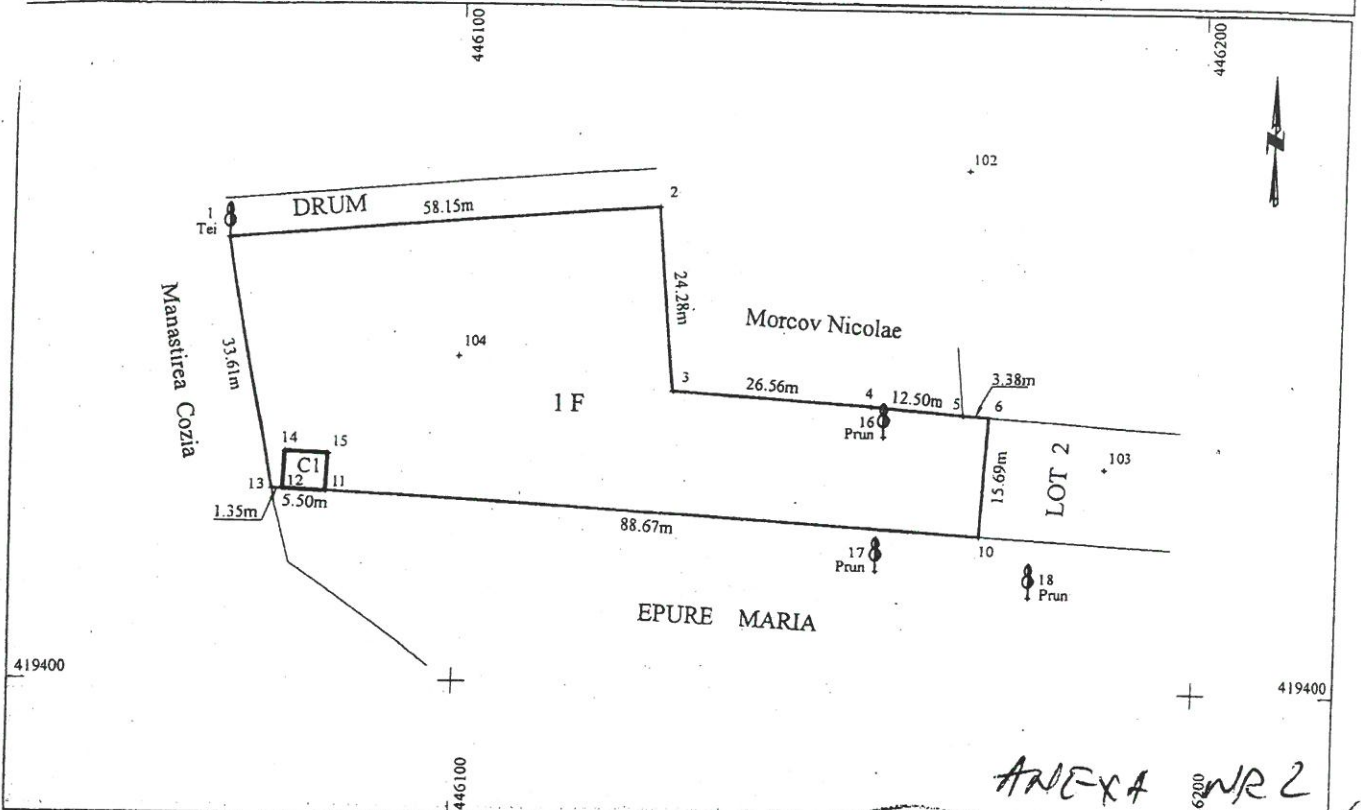 446100
446200
102
2
DRUM
58.15m
1
Tei
24.28m
Manastirea Cozia
33.61m
Morcov Nicolae
104
3
26.56m
4
12.50m
5
3.38m
6
1 F
16
Prun
14
15
C1
13
12
11
1.35m
5.50m
15.69m
LOT 2
103
88.67m
17
Prun
10
18
Prun
EPURE MARIA
419400
419400
446100
6200
ANEXA NR 2
N